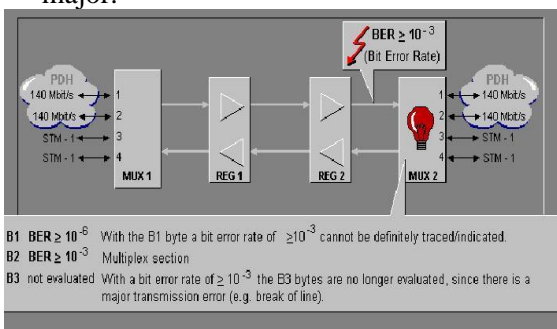 major.
BER ≥ 10⁻³
(Bit Error Rate)
PDH
140 Mbit/s 1
140 Mbit/s 2
STM - 1 3
STM - 1 4
MUX 1
REG 1
REG 2
MUX 2
PDH
1 140 Mbit/s
2 140 Mbit/s
3 STM - 1
4 STM - 1
B1 BER ≥ 10⁻⁶ With the B1 byte a bit error rate of ≥10⁻³ cannot be definitely traced/indicated.
B2 BER ≥ 10⁻³ Multiplex section
B3 not evaluated With a bit error rate of ≥ 10⁻³ the B3 bytes are no longer evaluated, since there is a
major transmission error (e.g. break of line).